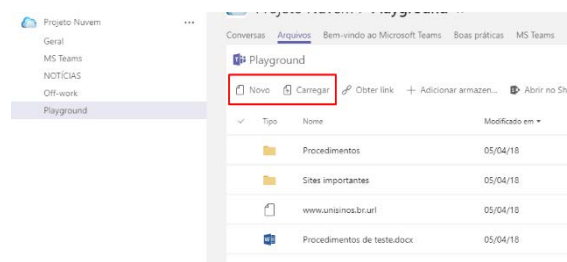 Projeto Nuvem
Geral
MS Teams
NOTÍCIAS
Off-work
Playground
Conversas Arquivos Bem-vindo ao Microsoft Teams Boas práticas MS Teams
Playground
Novo Carregar Obter link Adicionar armazen... Abrir no Sh
Tipo Nome Modificado em
Procedimentos 05/04/18
Sites importantes 05/04/18
www.unisinos.br.url 05/04/18
Procedimentos de teste.docx 05/04/18